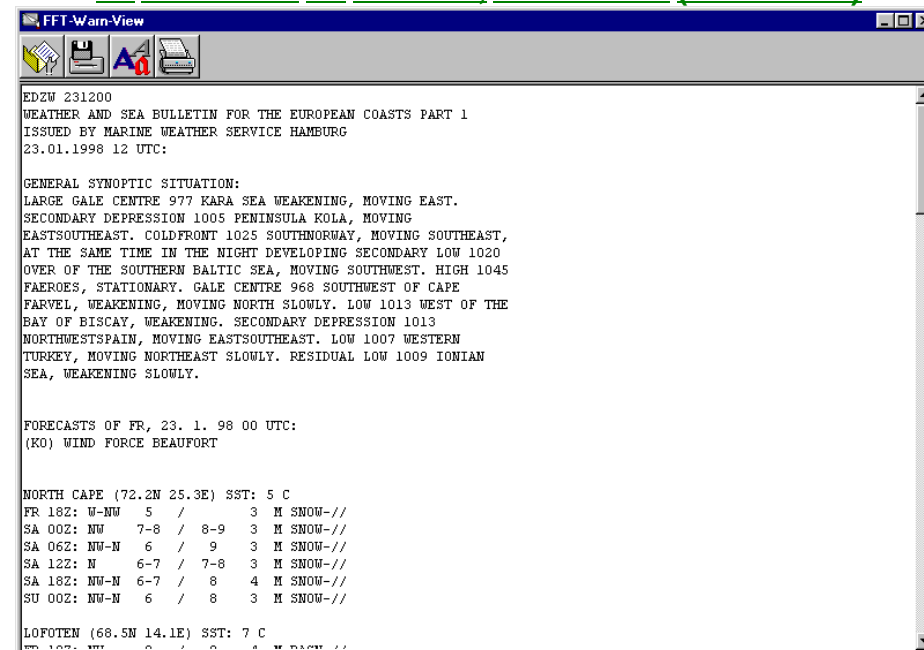 FFT-Warn-View
EDZW 231200
WEATHER AND SEA BULLETIN FOR THE EUROPEAN COASTS PART 1
ISSUED BY MARINE WEATHER SERVICE HAMBURG
23.01.1998 12 UTC:
GENERAL SYNOPTIC SITUATION:
LARGE GALE CENTRE 977 KARA SEA WEAKENING, MOVING EAST.
SECONDARY DEPRESSION 1005 PENINSULA KOLA, MOVING
EASTSOUTHEAST. COLDFRONT 1025 SOUTHNORWAY, MOVING SOUTHEAST,
AT THE SAME TIME IN THE NIGHT DEVELOPING SECONDARY LOW 1020
OVER OF THE SOUTHERN BALTIC SEA, MOVING SOUTHWEST. HIGH 1045
FAEROES, STATIONARY. GALE CENTRE 968 SOUTHWEST OF CAPE
FARVEL, WEAKENING, MOVING NORTH SLOWLY. LOW 1013 WEST OF THE
BAY OF BISCAY, WEAKENING. SECONDARY DEPRESSION 1013
NORTHWESTSPAIN, MOVING EASTSOUTHEAST. LOW 1007 WESTERN
TURKEY, MOVING NORTHEAST SLOWLY. RESIDUAL LOW 1009 IONIAN
SEA, WEAKENING SLOWLY.
FORECASTS OF FR, 23. 1. 98 00 UTC:
(KO) WIND FORCE BEAUFORT
NORTH CAPE (72.2N 25.3E) SST: 5 C
FR 18Z: W-NW 5 / 3 M SNOW-//
SA 00Z: NW 7-8 / 8-9 3 M SNOW-//
SA 06Z: NW-N 6 / 9 3 M SNOW-//
SA 12Z: N 6-7 / 7-8 3 M SNOW-//
SA 18Z: NW-N 6-7 / 8 4 M SNOW-//
SU 00Z: NW-N 6 / 8 3 M SNOW-//
LOFOTEN (68.5N 14.1E) SST: 7 C